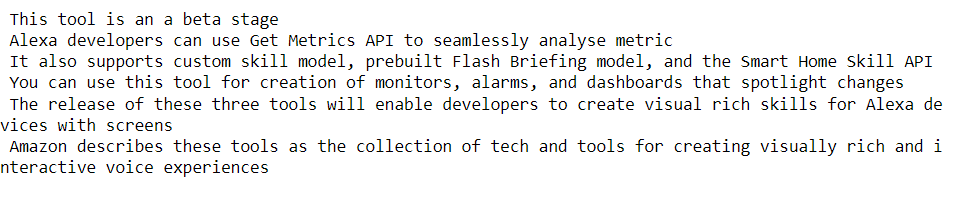 This tool is an a beta stage
Alexa developers can use Get Metrics API to seamlessly analyse metric
It also supports custom skill model, prebuilt Flash Briefing model, and the Smart Home Skill API
You can use this tool for creation of monitors, alarms, and dashboards that spotlight changes
The release of these three tools will enable developers to create visual rich skills for Alexa de
vices with screens
Amazon describes these tools as the collection of tech and tools for creating visually rich and i
nteractive voice experiences